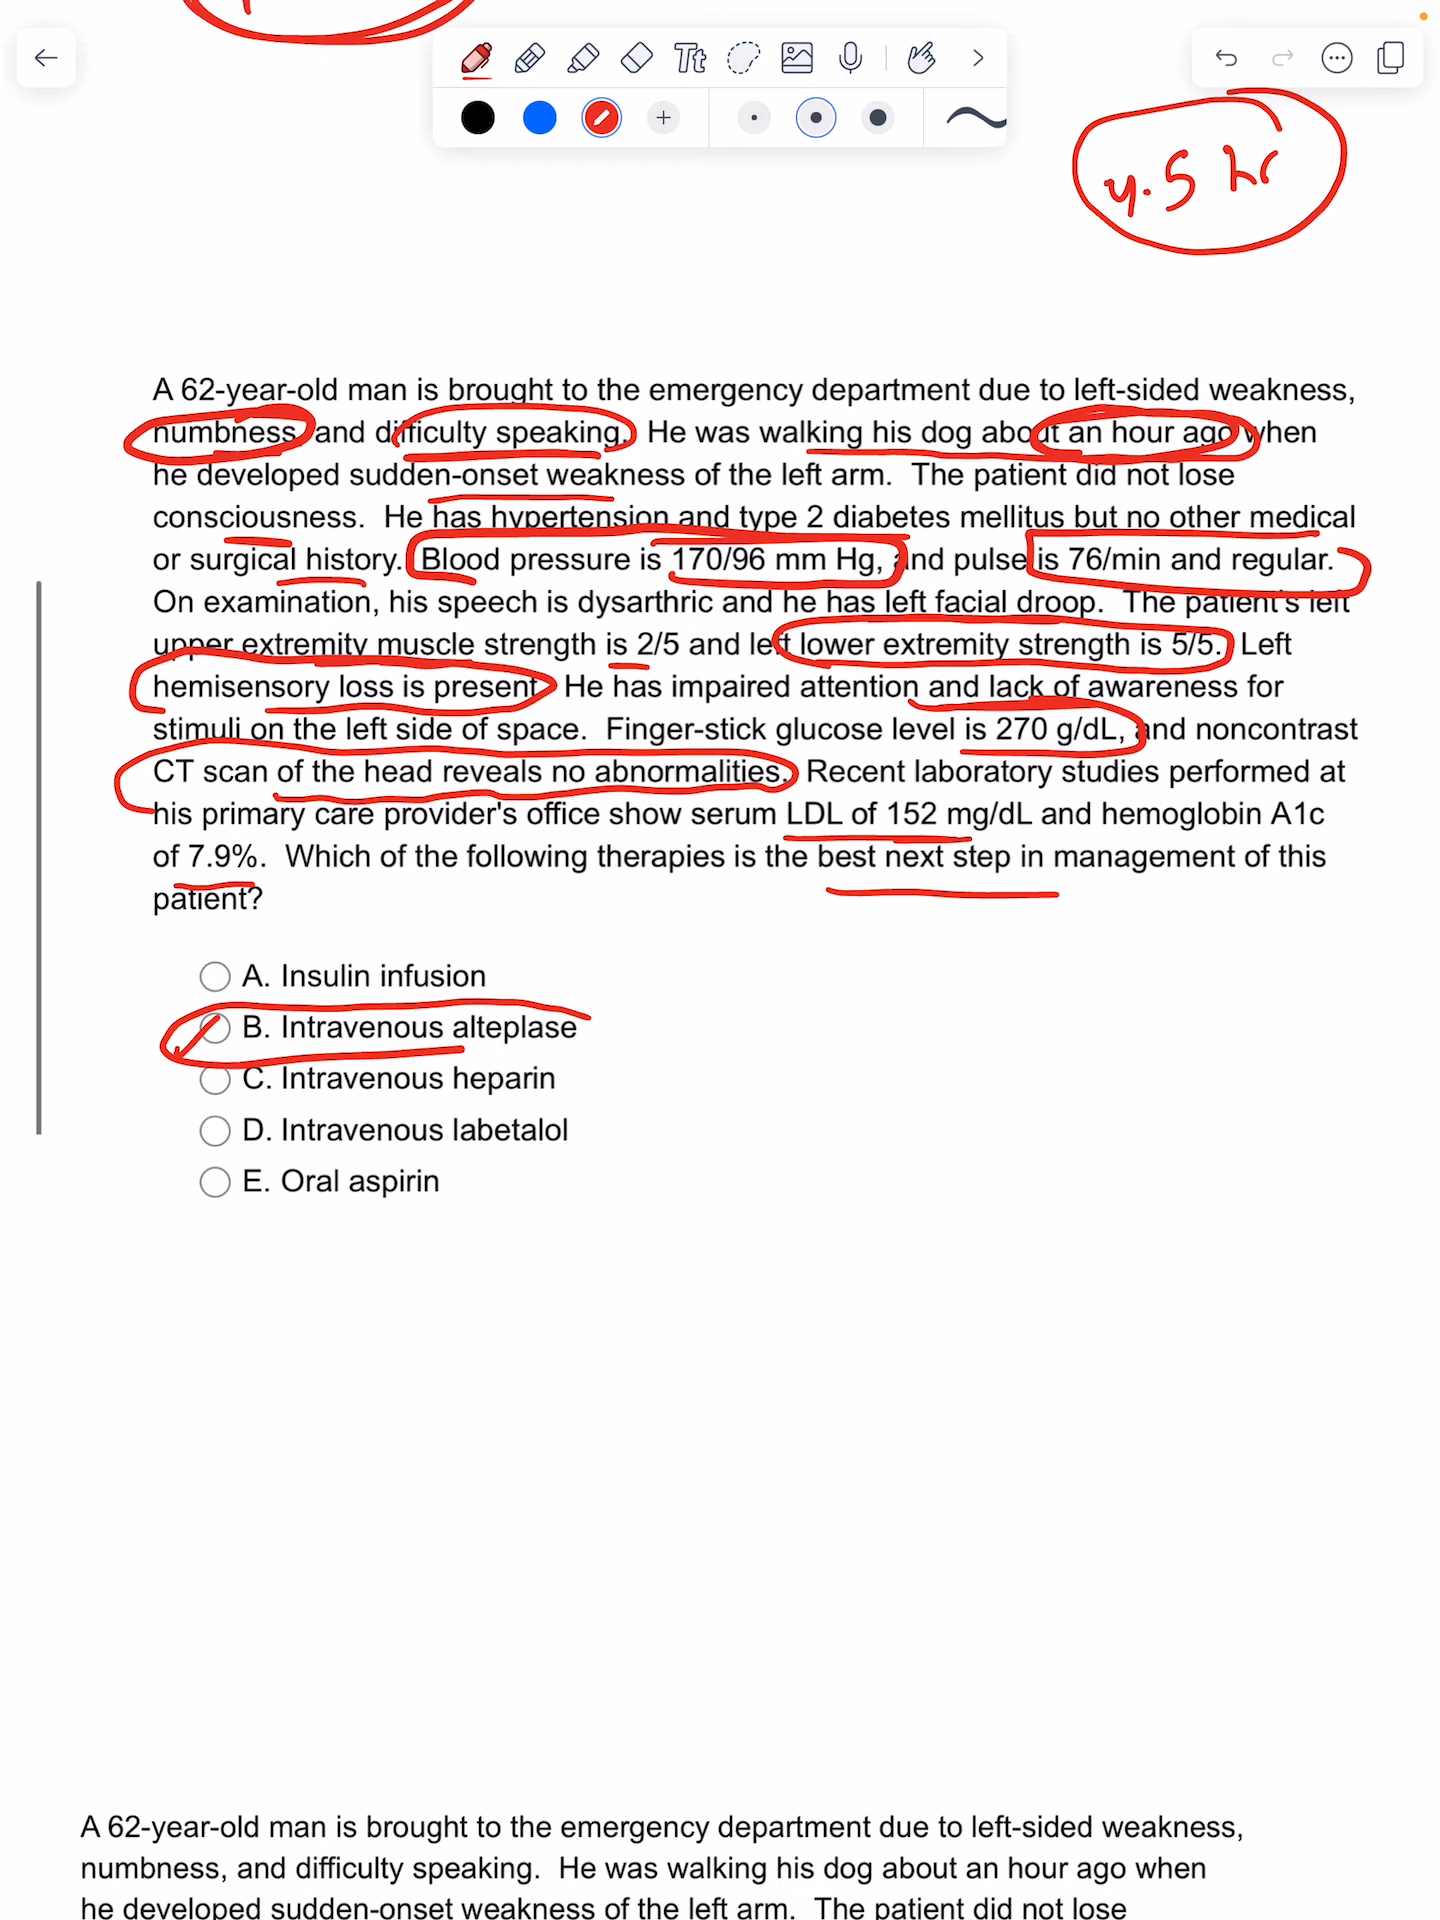 Tt
4.5 hr
A 62-year-old man is brought to the emergency department due to left-sided weakness,
numbness, and difficulty speaking. He was walking his dog about an hour ago when
he developed sudden-onset weakness of the left arm. The patient did not lose
consciousness. He has hypertension and type 2 diabetes mellitus but no other medical
or surgical history. Blood pressure is 170/96 mm Hg, and pulse is 76/min and regular.
On examination, his speech is dysarthric and he has left facial droop. The patient's left
upper extremity muscle strength is 2/5 and left lower extremity strength is 5/5. Left
hemisensory loss is present. He has impaired attention and lack of awareness for
stimuli on the left side of space. Finger-stick glucose level is 270 g/dL, and noncontrast
CT scan of the head reveals no abnormalities. Recent laboratory studies performed at
his primary care provider's office show serum LDL of 152 mg/dL and hemoglobin A1c
of 7.9%. Which of the following therapies is the best next step in management of this
patient?
A. Insulin infusion
B. Intravenous alteplase
C. Intravenous heparin
D. Intravenous labetalol
E. Oral aspirin
A 62-year-old man is brought to the emergency department due to left-sided weakness,
numbness, and difficulty speaking. He was walking his dog about an hour ago when
he developed sudden-onset weakness of the left arm. The patient did not lose